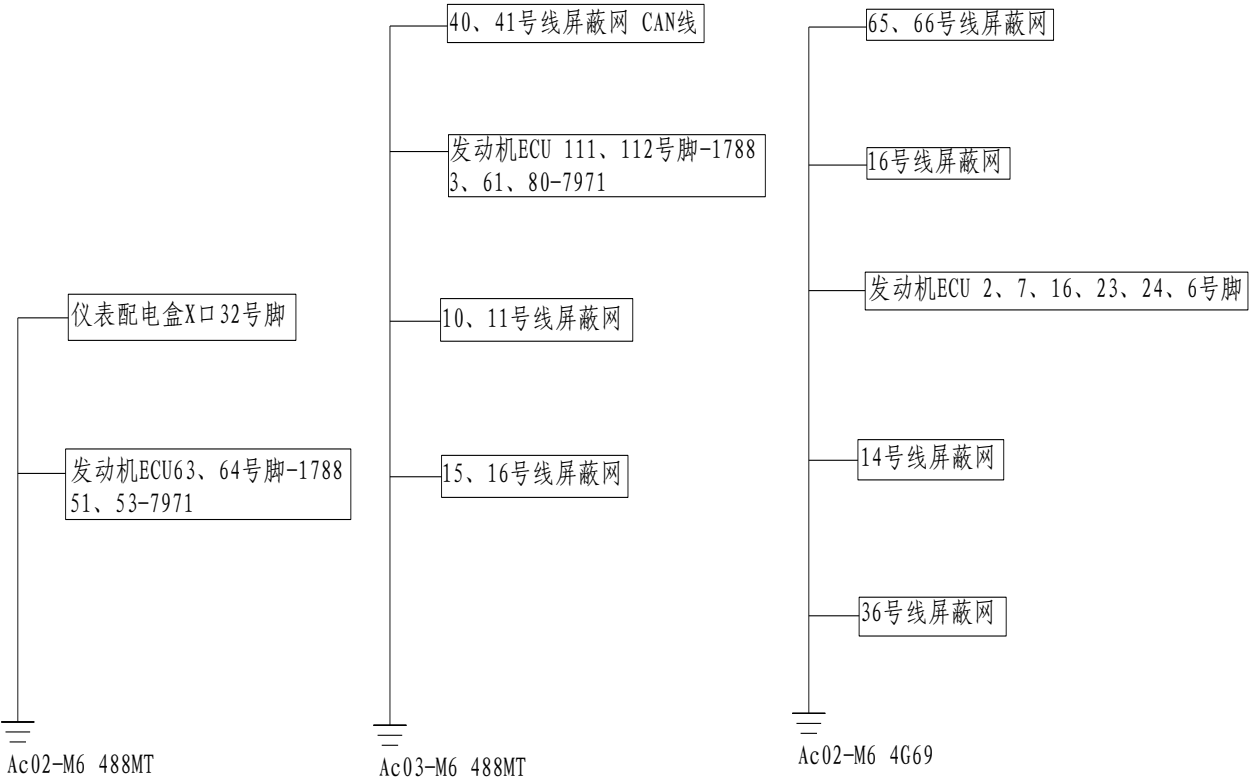 仪表配电盒X口32号脚
发动机ECU63、64号脚-1788
51、53-7971
Ac02-M6 488MT
40、41号线屏蔽网 CAN线
发动机ECU 111、112号脚-1788
3、61、80-7971
10、11号线屏蔽网
15、16号线屏蔽网
Ac03-M6 488MT
65、66号线屏蔽网
16号线屏蔽网
发动机ECU 2、7、16、23、24、6号脚
14号线屏蔽网
36号线屏蔽网
Ac02-M6 4G69